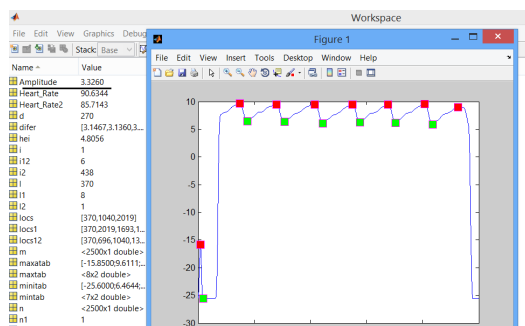 Workspace
File Edit View Graphics Debug
Stack: Base
Name Value
Amplitude 3.3260
Heart_Rate 90.6344
Heart_Rate2 85.7143
d 270
difer [3.1467,3.1360,3....
hei 4.8056
i 1
i12 6
i2 438
l 370
l1 8
l2 1
locs [370,1040,2019]
locs1 [370,2019,1693,1...
locs12 [370,696,1040,13...
m <2500x1 double>
maxatab [-15.8500;9.6111;...
maxtab <8x2 double>
minitab [-25.6000;6.4644;...
mintab <7x2 double>
n <2500x1 double>
n1 1
Figure 1
File Edit View Insert Tools Desktop Window Help
10
5
0
-5
-10
-15
-20
-25
-30